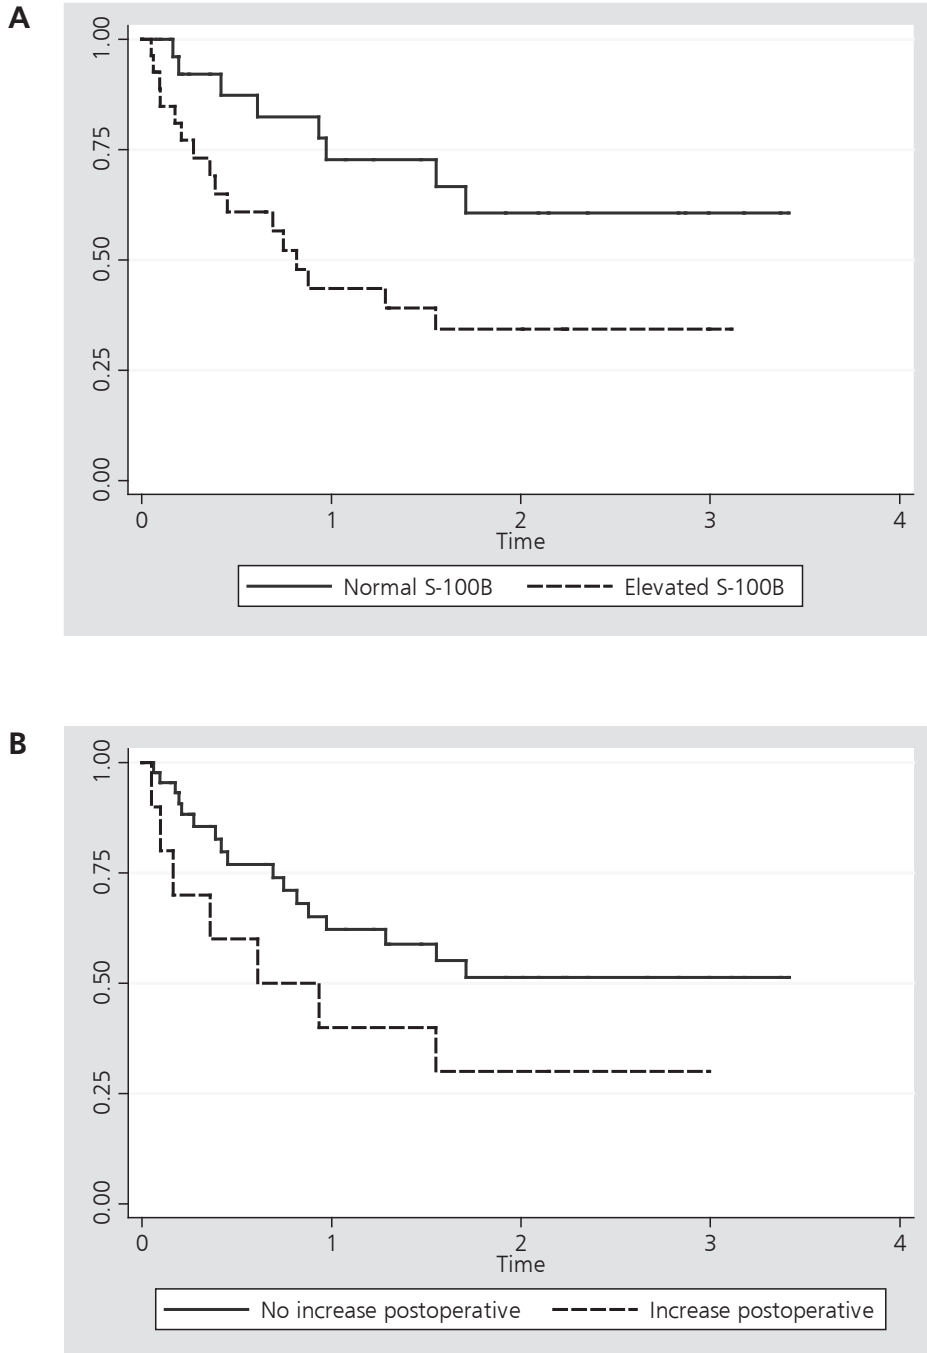 A
1.00
0.75
0.50
0.25
0.00
0 1 2 3 4
Time
Normal S-100B Elevated S-100B
B
1.00
0.75
0.50
0.25
0.00
0 1 2 3 4
Time
No increase postoperative Increase postoperative